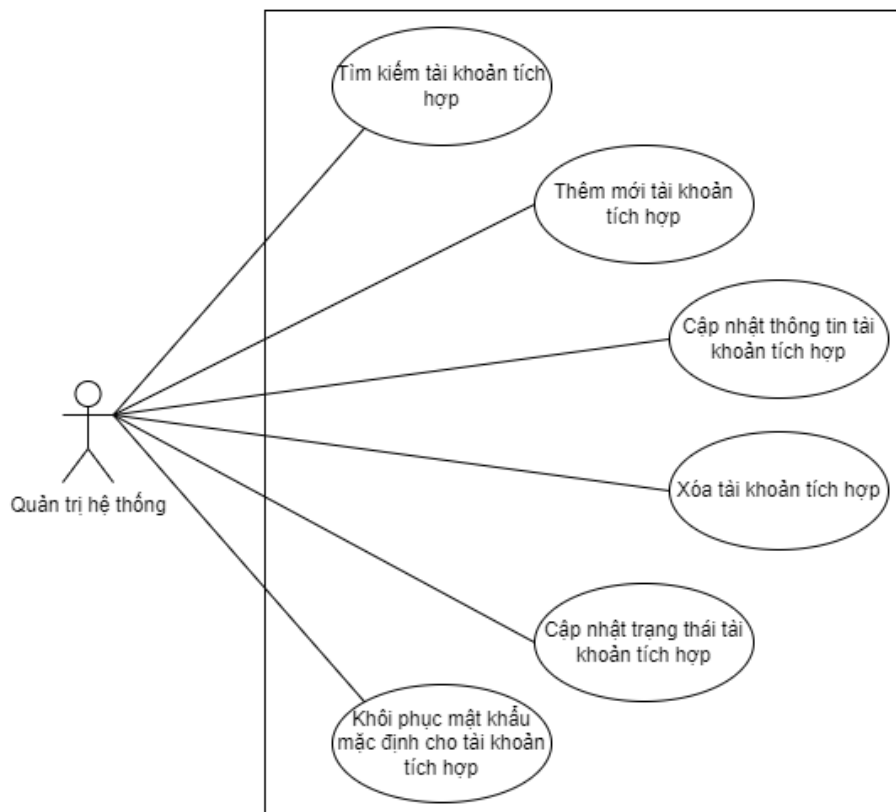 Tìm kiếm tài khoản tích
hợp
Thêm mới tài khoản
tích hợp
Cập nhật thông tin tài
khoản tích hợp
Quản trị hệ thống
Xóa tài khoản tích hợp
Cập nhật trạng thái tài
khoản tích hợp
Khôi phục mật khẩu
mặc định cho tài khoản
tích hợp